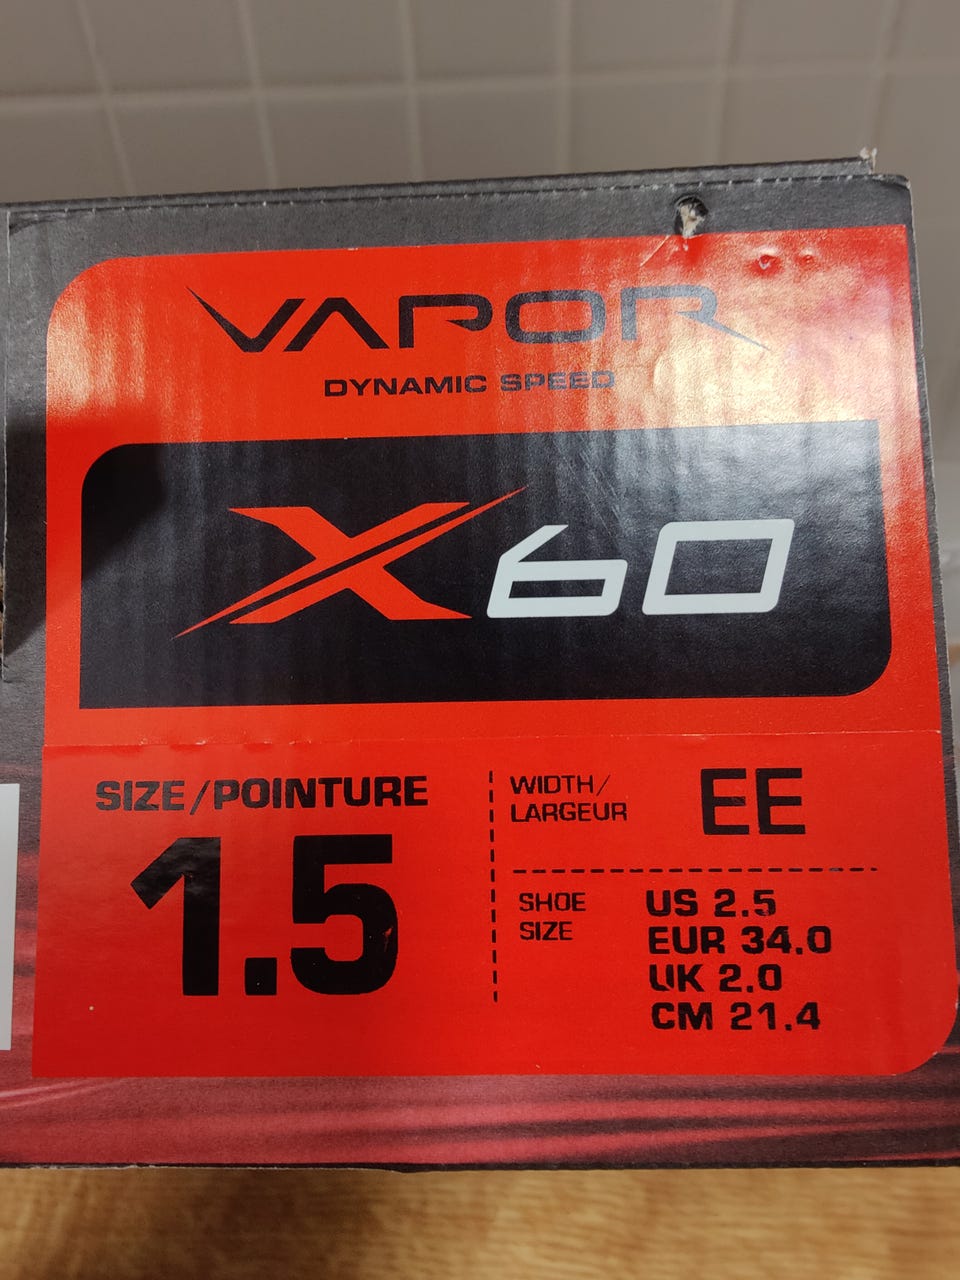 VAPOR
DYNAMIC SPEED
X60
SIZE/POINTURE
1.5
WIDTH/
LARGEUR
EE
SHOE
SIZE
US 2.5
EUR 34.0
UK 2.0
CM 21.4